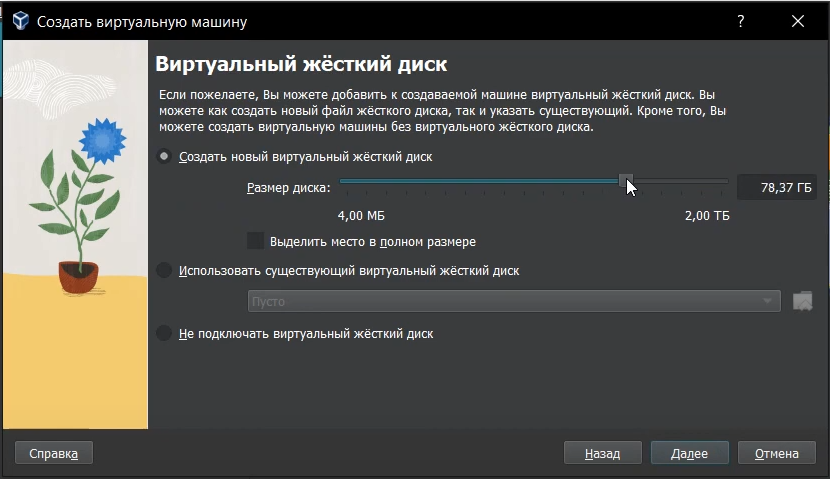 Создать виртуальную машину
?
Виртуальный жёсткий диск
Если пожелаете, Вы можете добавить к создаваемой машине виртуальный жёсткий диск. Вы
можете как создать новый файл жёсткого диска, так и указать существующий. Кроме того, Вы
можете создать виртуальную машины без виртуального жёсткого диска.
Создать новый виртуальный жёсткий диск
Размер диска:
78,37 ГБ
4,00 МБ
2,00 ТБ
Выделить место в полном размере
Использовать существующий виртуальный жёсткий диск
Пусто
Не подключать виртуальный жёсткий диск
Справка
Назад
Далее
Отмена